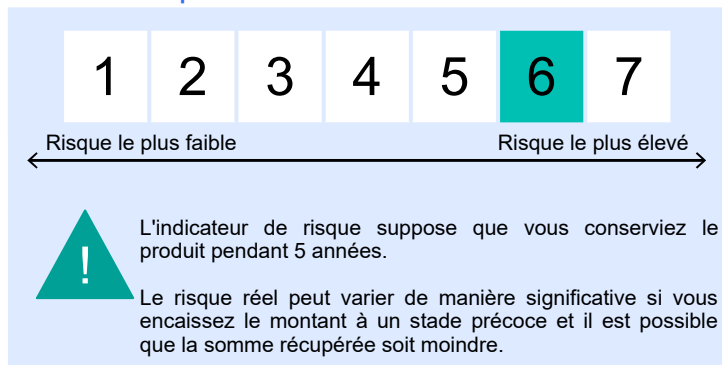 1 2 3 4 5 6 7
Risque le plus faible Risque le plus élevé
!
L'indicateur de risque suppose que vous conserviez le
produit pendant 5 années.
Le risque réel peut varier de manière significative si vous
encaissez le montant à un stade précoce et il est possible
que la somme récupérée soit moindre.